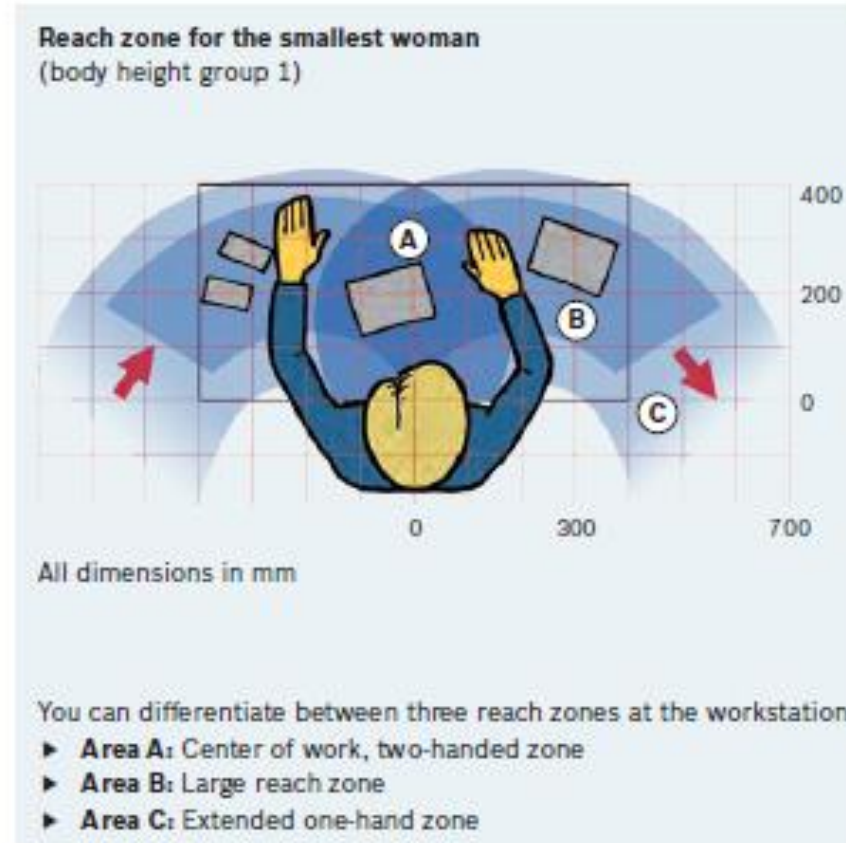 Reach zone for the smallest woman
(body height group 1)
400
A
200
B
0
C
0 300 700
All dimensions in mm
You can differentiate between three reach zones at the workstation
► Area A: Center of work, two-handed zone
► Area B: Large reach zone
► Area C: Extended one-hand zone